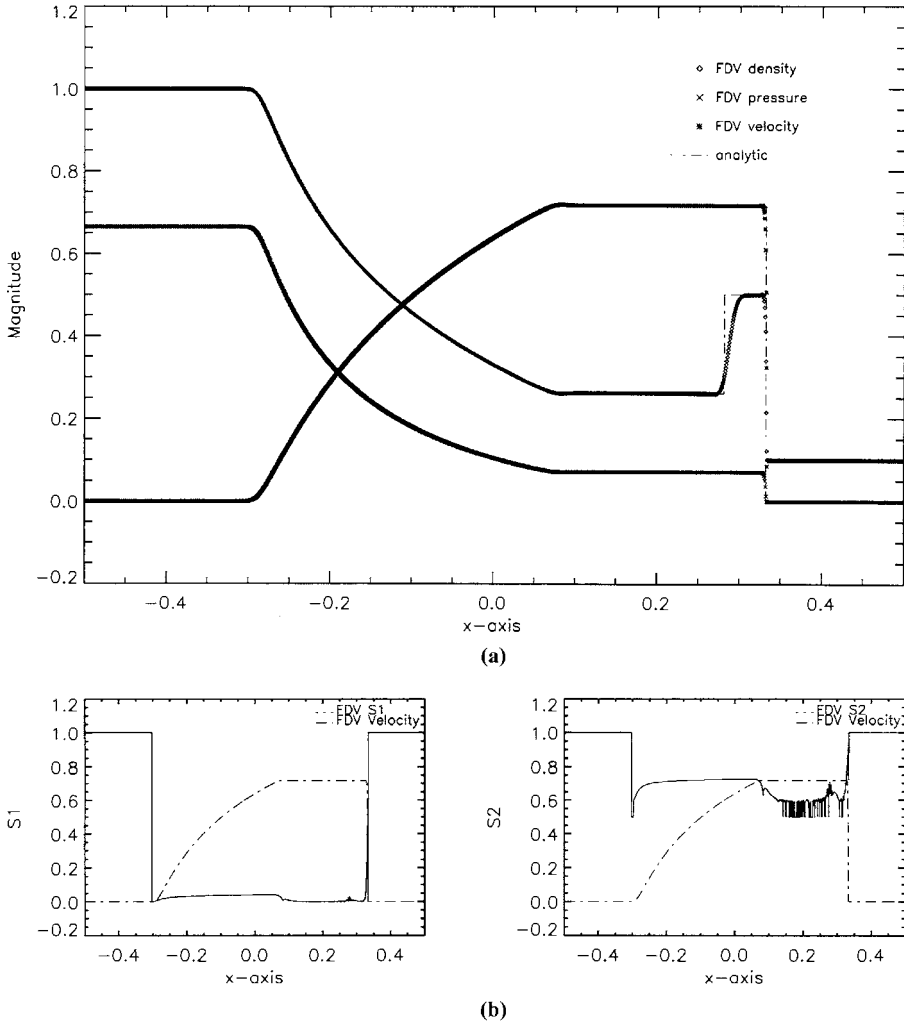 1.2
1.0
0.8
0.6
0.4
0.2
0.0
−0.2
Magnitude
FDV density
FDV pressure
FDV velocity
analytic
−0.4 −0.2 0.0 0.2 0.4
x−axis
(a)
1.2
1.0
0.8
0.6
0.4
0.2
0.0
−0.2
S1
FDV S1
FDV Velocity
−0.4 −0.2 0.0 0.2 0.4
x−axis
1.2
1.0
0.8
0.6
0.4
0.2
0.0
−0.2
S2
FDV S2
FDV Velocity
−0.4 −0.2 0.0 0.2 0.4
x−axis
(b)